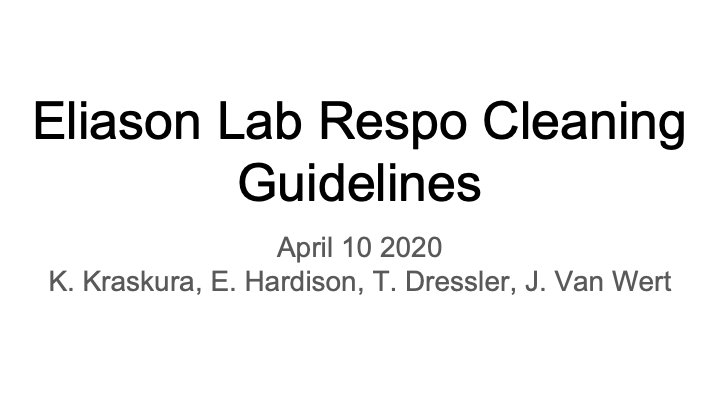 Eliason Lab Respo Cleaning
Guidelines
April 10 2020
K. Kraskura, E. Hardison, T. Dressler, J. Van Wert